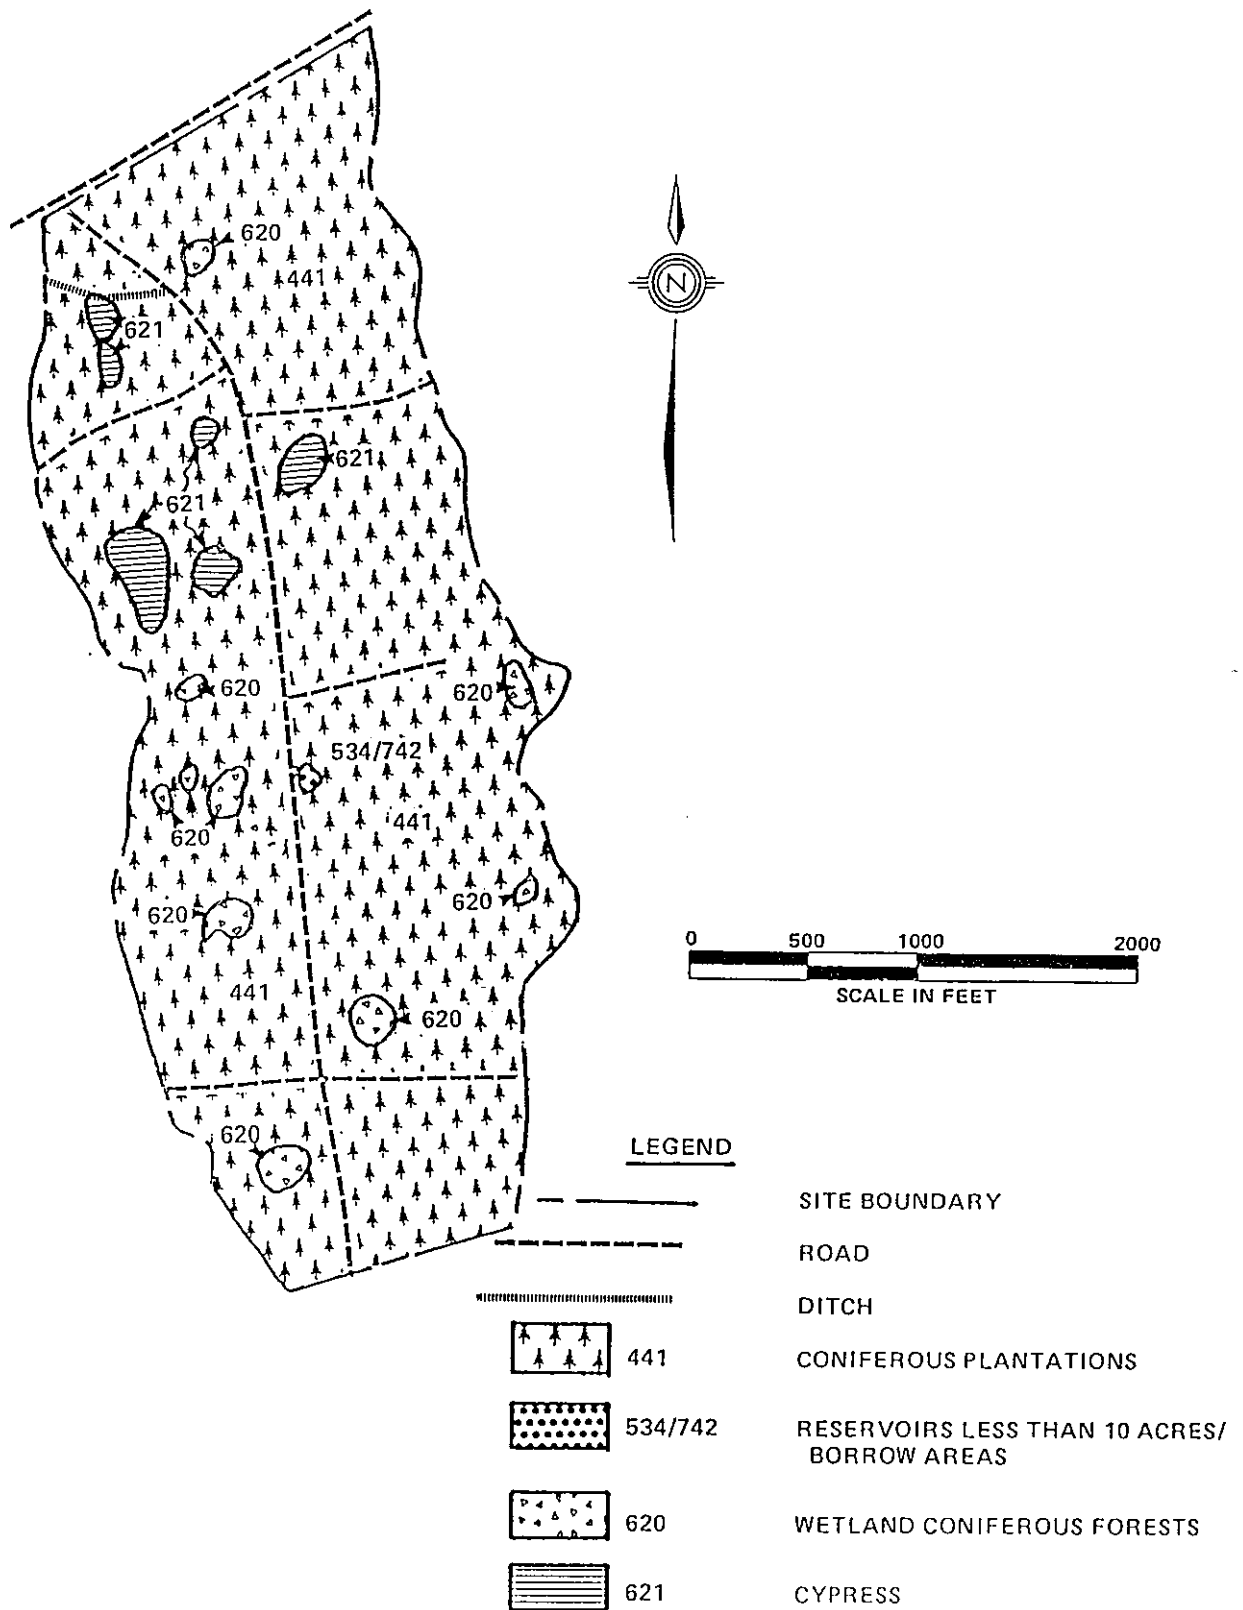 620
441
N
621
621
621
620
620
534/742
441
620
620
620
0 500 1000 2000
SCALE IN FEET
441
620
620
LEGEND
SITE BOUNDARY
ROAD
DITCH
441 CONIFEROUS PLANTATIONS
534/742 RESERVOIRS LESS THAN 10 ACRES/
BORROW AREAS
620 WETLAND CONIFEROUS FORESTS
621 CYPRESS